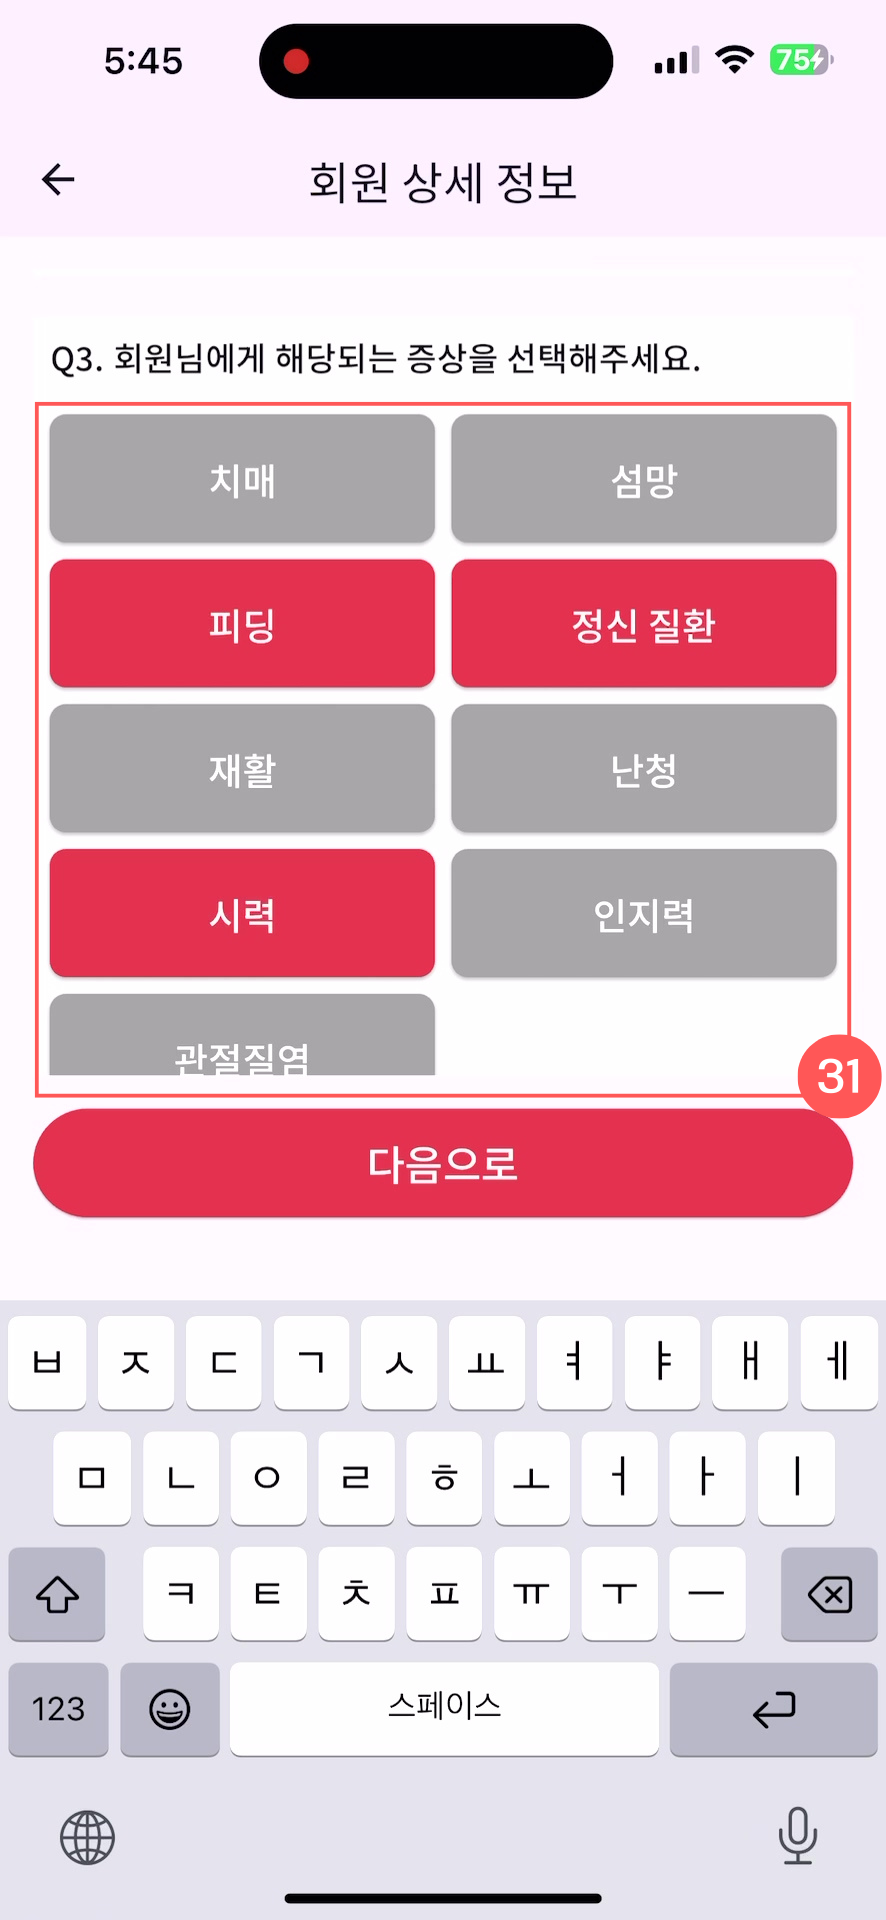 5:45
75
회원 상세 정보
Q3. 회원님에게 해당되는 증상을 선택해주세요.
치매 섬망
피딩 정신 질환
재활 난청
시력 인지력
관절질염
31
다음으로
ㅂ ㅈ ㄷ ㄱ ㅅ ㅛ ㅕ ㅑ ㅐ ㅔ
ㅁ ㄴ ㅇ ㄹ ㅎ ㅗ ㅓ ㅏ ㅣ
ㅋ ㅌ ㅊ ㅍ ㅠ ㅜ ㅡ
123 스페이스